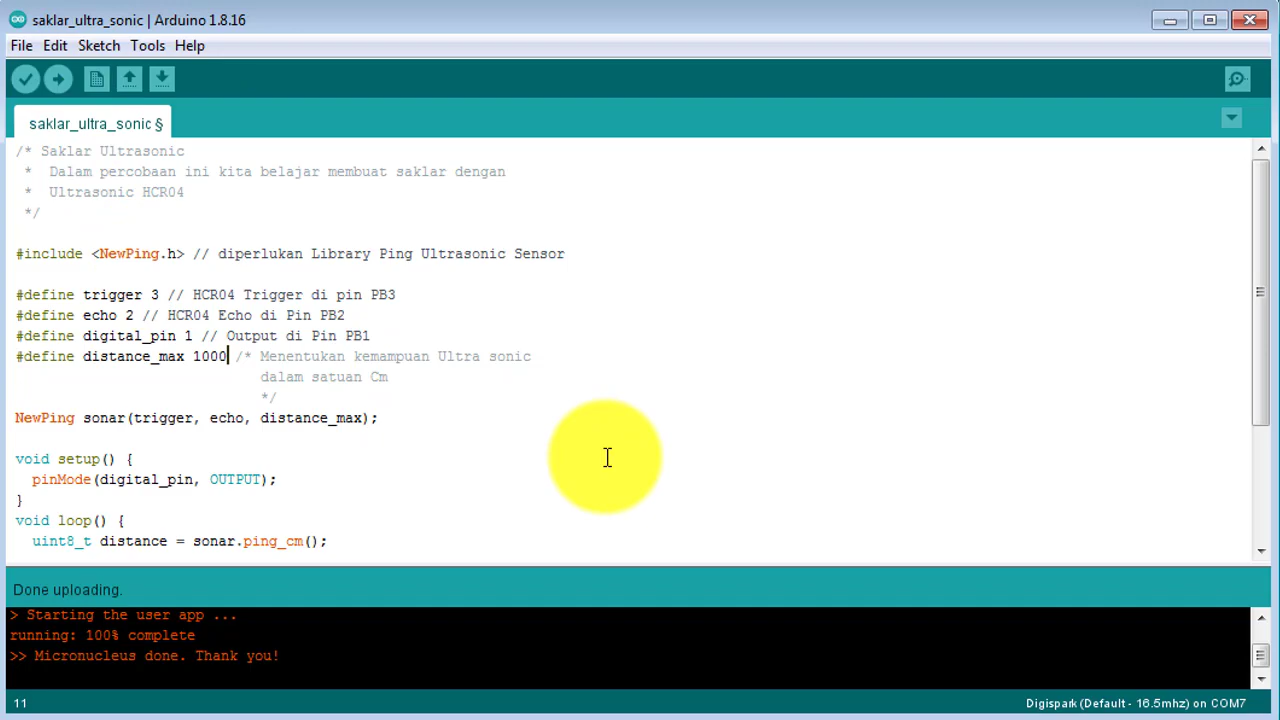 saklar_ultra_sonic | Arduino 1.8.16
File Edit Sketch Tools Help
saklar_ultra_sonic §
/* Saklar Ultrasonic
 *  Dalam percobaan ini kita belajar membuat saklar dengan
 *  Ultrasonic HCR04
 */
#include <NewPing.h> // diperlukan Library Ping Ultrasonic Sensor
#define trigger 3 // HCR04 Trigger di pin PB3
#define echo 2 // HCR04 Echo di Pin PB2
#define digital_pin 1 // Output di Pin PB1
#define distance_max 1000 /* Menentukan kemampuan Ultra sonic
dalam satuan Cm
*/
NewPing sonar(trigger, echo, distance_max);
void setup() {
  pinMode(digital_pin, OUTPUT);
}
void loop() {
  uint8_t distance = sonar.ping_cm();
Done uploading.
> Starting the user app ...
running: 100% complete
>> Micronucleus done. Thank you!
11 Digispark (Default - 16.5mhz) on COM7